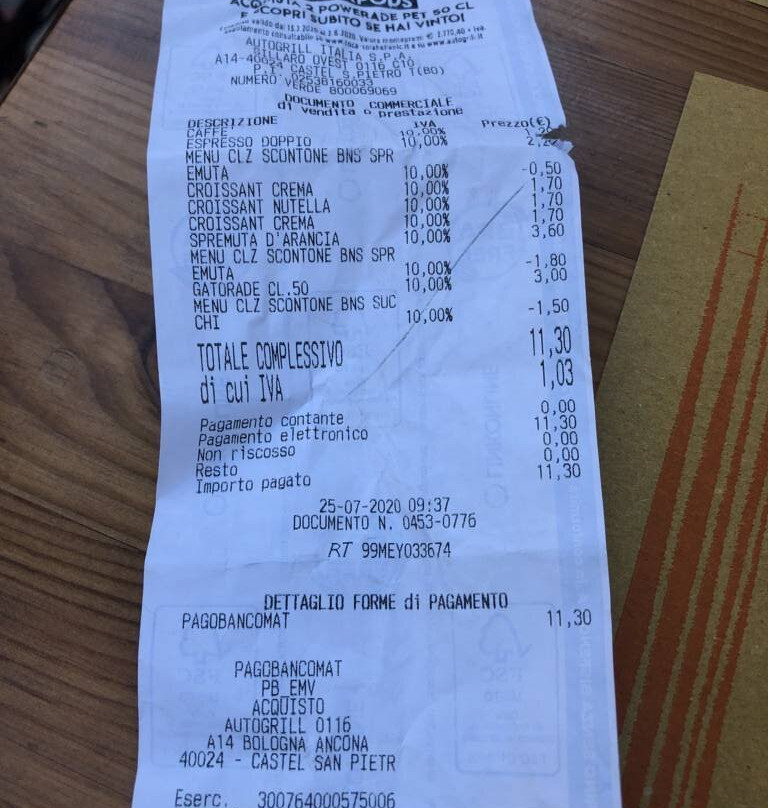 ACQUISTA 2 POWERADE PET 50 CL
E SCOPRI SUBITO SE HAI VINTO!
AUTOGRILL ITALIA S.P.A.
SILLARO OVEST 0116 C10
CASTEL S.PIETRO T(BO)
NUMERO VERDE 800069069
DOCUMENTO COMMERCIALE
di vendita o prestazione
DESCRIZIONE IVA Prezzo(€)
CAFFE 10,00%
ESPRESSO DOPPIO 10,00% 2,20
MENU CLZ SCONTONE BNS SPR
EMUTA 10,00% -0,50
CROISSANT CREMA 10,00% 1,70
CROISSANT NUTELLA 10,00% 1,70
CROISSANT CREMA 10,00% 1,70
SPREMUTA D'ARANCIA 10,00% 3,60
MENU CLZ SCONTONE BNS SPR
EMUTA 10,00% -1,80
GATORADE CL.50 10,00% 3,00
MENU CLZ SCONTONE BNS SUC
CHI 10,00% -1,50
TOTALE COMPLESSIVO 11,30
di cui IVA 1,03
Pagamento contante 0,00
Pagamento elettronico 11,30
Non riscosso 0,00
Resto 0,00
Importo pagato 11,30
25-07-2020 09:37
DOCUMENTO N. 0453-0776
RT 99MEY033674
DETTAGLIO FORME di PAGAMENTO
PAGOBANCOMAT 11,30
PAGOBANCOMAT
PB EMV
ACQUISTO
AUTOGRILL 0116
A14 BOLOGNA ANCONA
40024 - CASTEL SAN PIETR
Eserc. 300764000575006